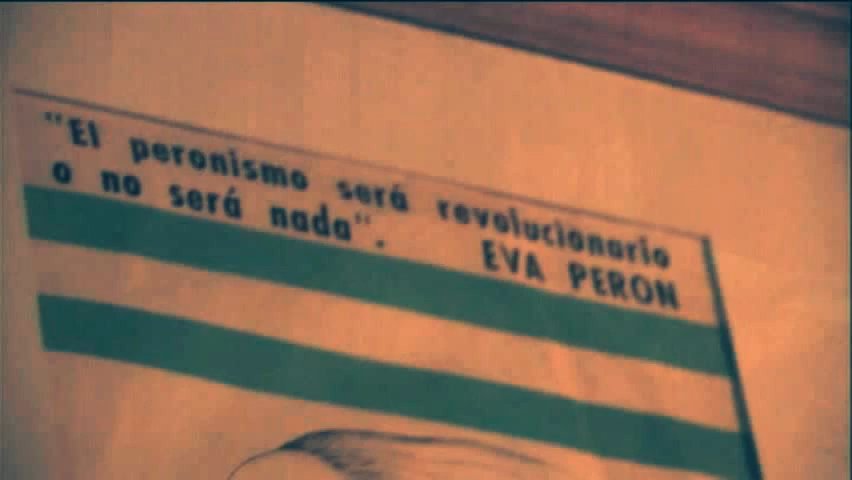 "El peronismo será revolucionario
o no será nada".
EVA PERON